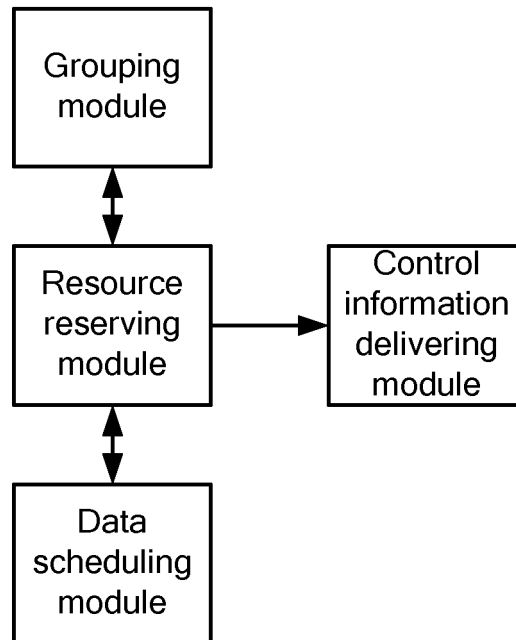 Grouping
module
Resource
reserving
module
Control
information
delivering
module
Data
scheduling
module